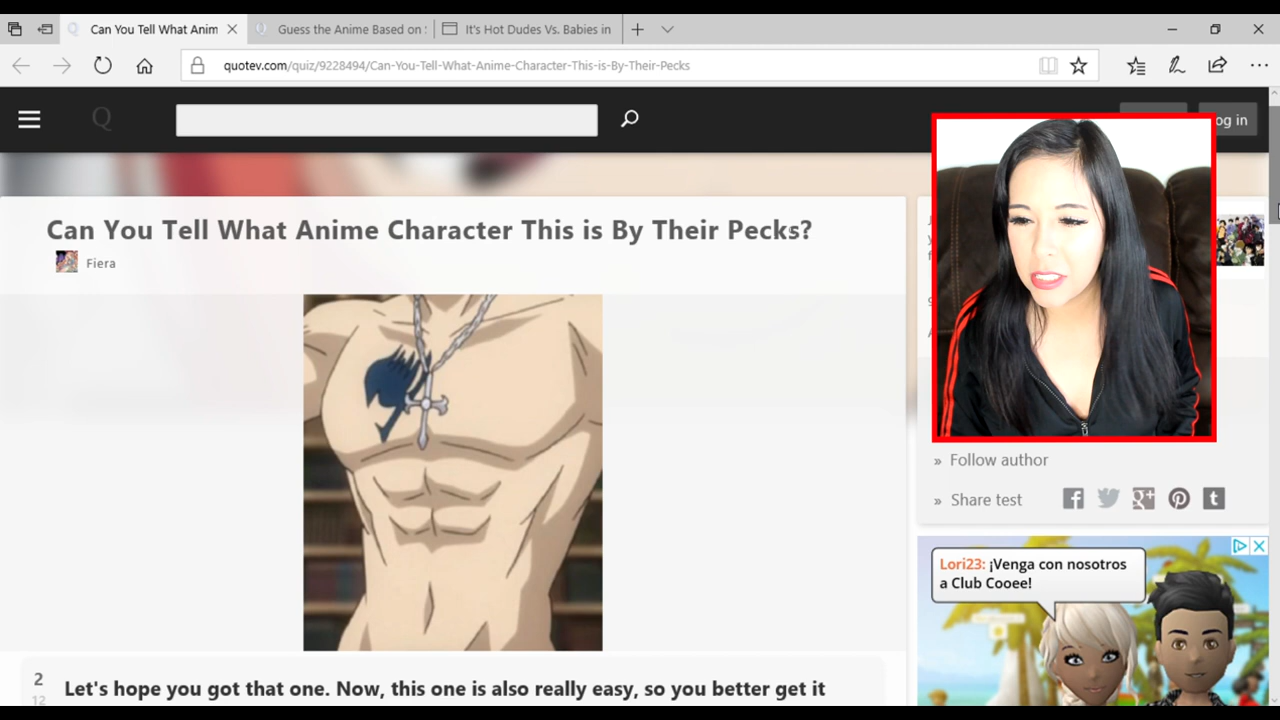 Can You Tell What Anim
Guess the Anime Based on
It's Hot Dudes Vs. Babies in
quotev.com/quiz/9228494/Can-You-Tell-What-Anime-Character-This-is-By-Their-Pecks
Q
og in
Can You Tell What Anime Character This is By Their Pecks?
Fiera
» Follow author
» Share test
Lori23: ¡Venga con nosotros
a Club Cooee!
2
12
Let's hope you got that one. Now, this one is also really easy, so you better get it